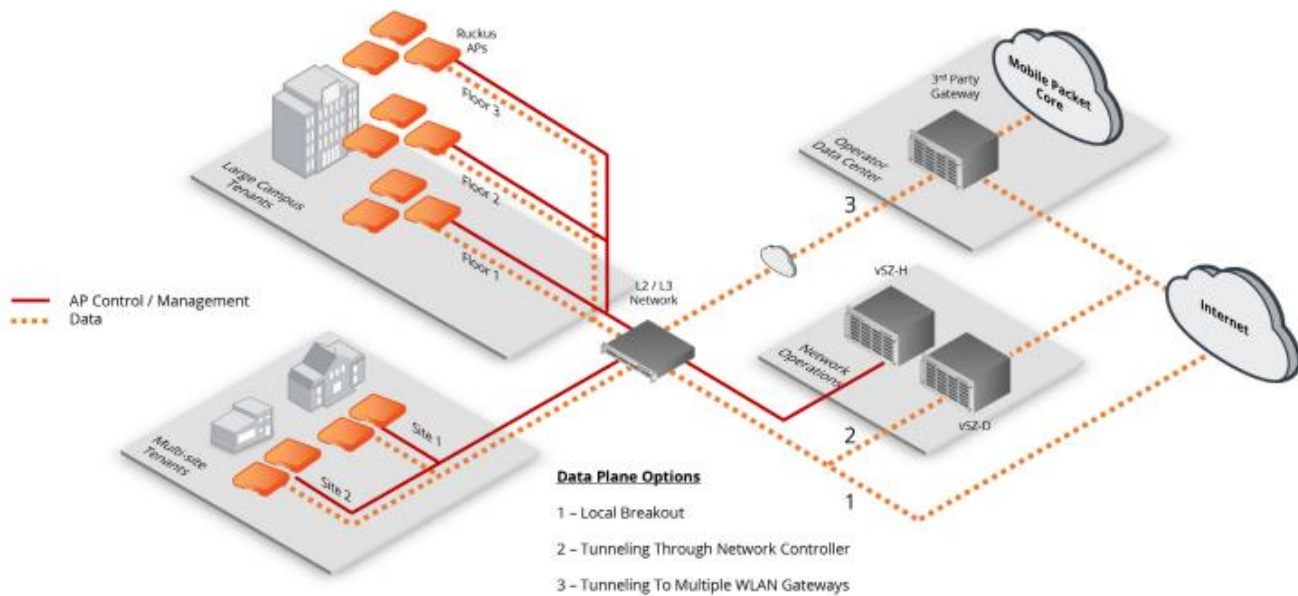 Ruckus
APs
Floor 3
Floor 2
Floor 1
Large Campus
Tenants
L2 / L3
Network
AP Control / Management
Data
Site 1
Site 2
Multi-site
Tenants
3rd Party
Gateway
Mobile Packet
Core
Operator
Data Center
3
vSZ-H
Network
Operations
vSZ-D
Internet
2
1
Data Plane Options
1 – Local Breakout
2 – Tunneling Through Network Controller
3 – Tunneling To Multiple WLAN Gateways